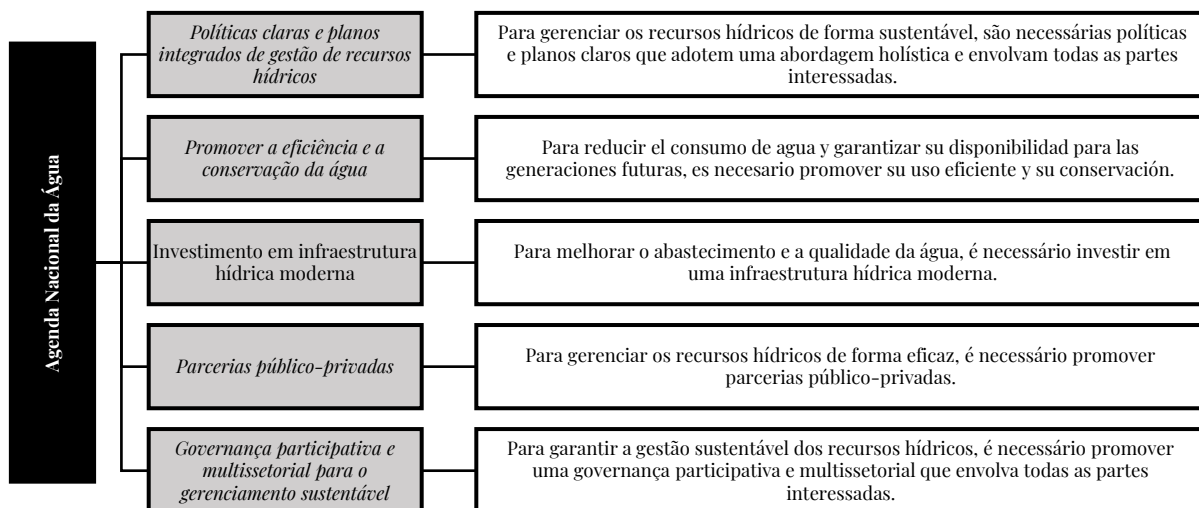 Agenda Nacional da Água
Políticas claras e planos
integrados de gestão de recursos
hídricos
Para gerenciar os recursos hídricos de forma sustentável, são necessárias políticas
e planos claros que adotem uma abordagem holística e envolvam todas as partes
interessadas.
Promover a eficiência e a
conservação da água
Para reducir el consumo de agua y garantizar su disponibilidad para las
generaciones futuras, es necesario promover su uso eficiente y su conservación.
Investimento em infraestrutura
hídrica moderna
Para melhorar o abastecimento e a qualidade da água, é necessário investir em
uma infraestrutura hídrica moderna.
Parcerias público-privadas
Para gerenciar os recursos hídricos de forma eficaz, é necessário promover
parcerias público-privadas.
Governança participativa e
multissetorial para o
gerenciamento sustentável
Para garantir a gestão sustentável dos recursos hídricos, é necessário promover
uma governança participativa e multissetorial que envolva todas as partes
interessadas.